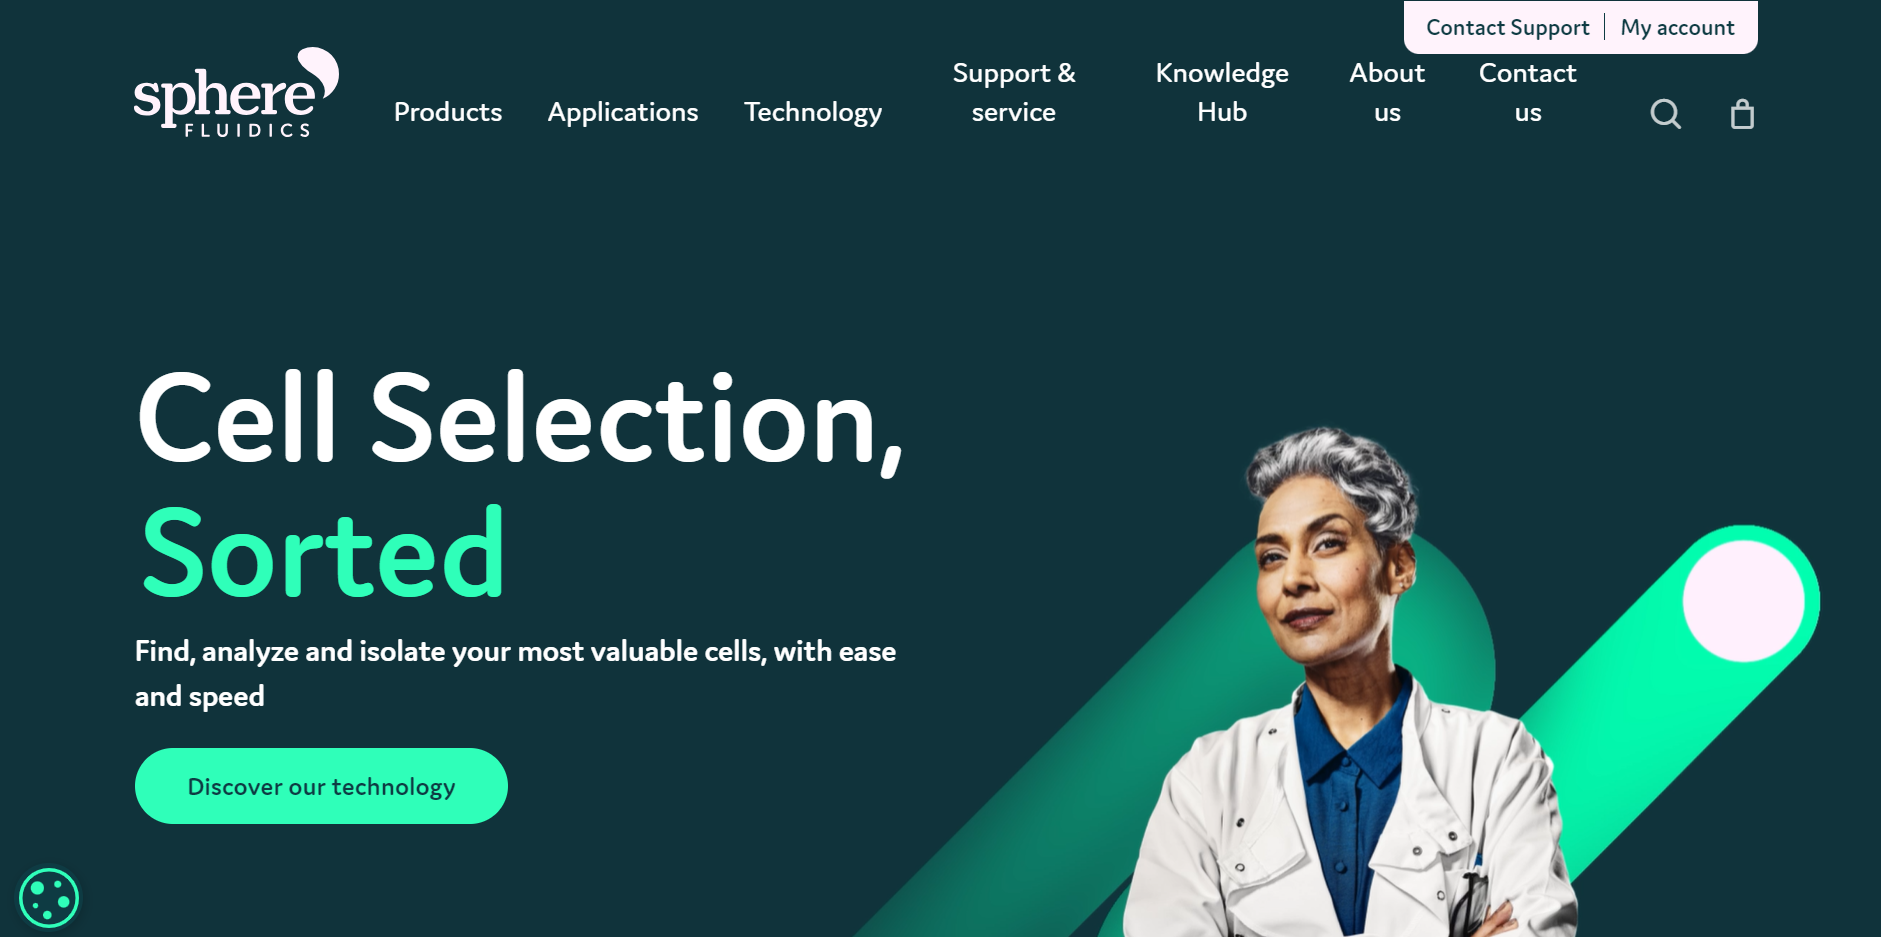 Contact Support
My account
sphere
FLUIDICS
Products
Applications
Technology
Support &
service
Knowledge
Hub
About
us
Contact
us
Cell Selection,
Sorted
Find, analyze and isolate your most valuable cells, with ease
and speed
Discover our technology